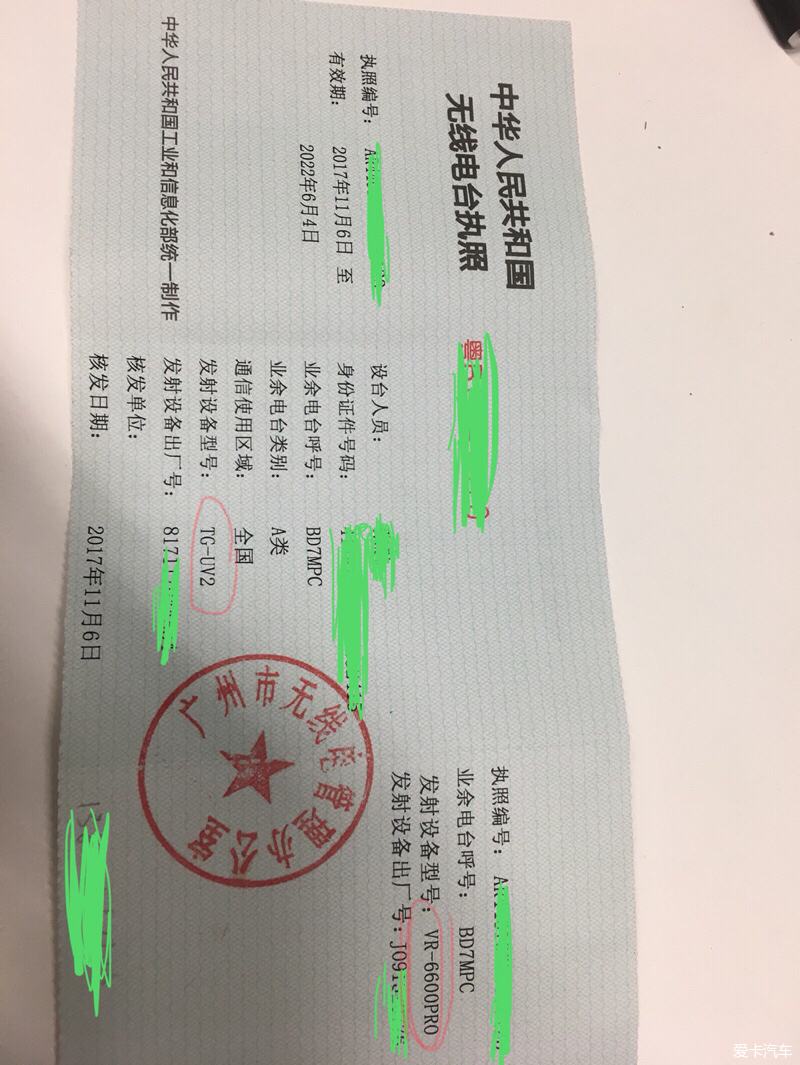 中华人民共和国
无线电台执照
执照编号：
有效期： 2017年11月6日 至
2022年6月4日
中华人民共和国工业和信息化部统一制作
粤
设台人员：
身份证件号码：
业余电台呼号： BD7MPC
业余电台类别： A类
通信使用区域： 全国
发射设备型号： TG-UV2
发射设备出厂号： 8171
核发单位：
核发日期： 2017年11月6日
广州市无线电管理办公室
执照编号：
业余电台呼号： BD7MPC
发射设备型号： VR-6600PRO
发射设备出厂号： J091
爱卡汽车